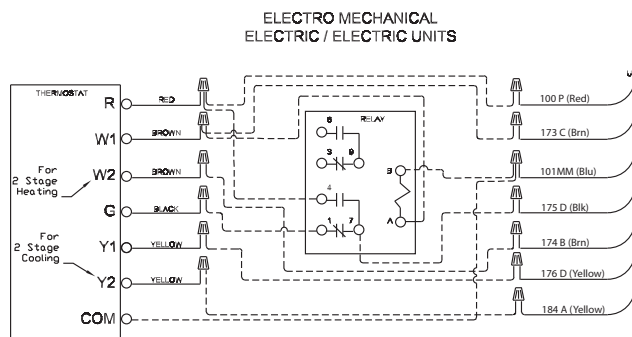 ELECTRO MECHANICAL
ELECTRIC / ELECTRIC UNITS
THERMOSTAT
R
RED
W1
BROWN
For
2 Stage
Heating
W2
BROWN
G
BLACK
For
2 Stage
Cooling
Y1
YELLOW
Y2
YELLOW
COM
RELAY
6
3
9
4
1
7
B
A
100 P (Red)
173 C (Brn)
101MM (Blu)
175 D (Blk)
174 B (Brn)
176 D (Yellow)
184 A (Yellow)